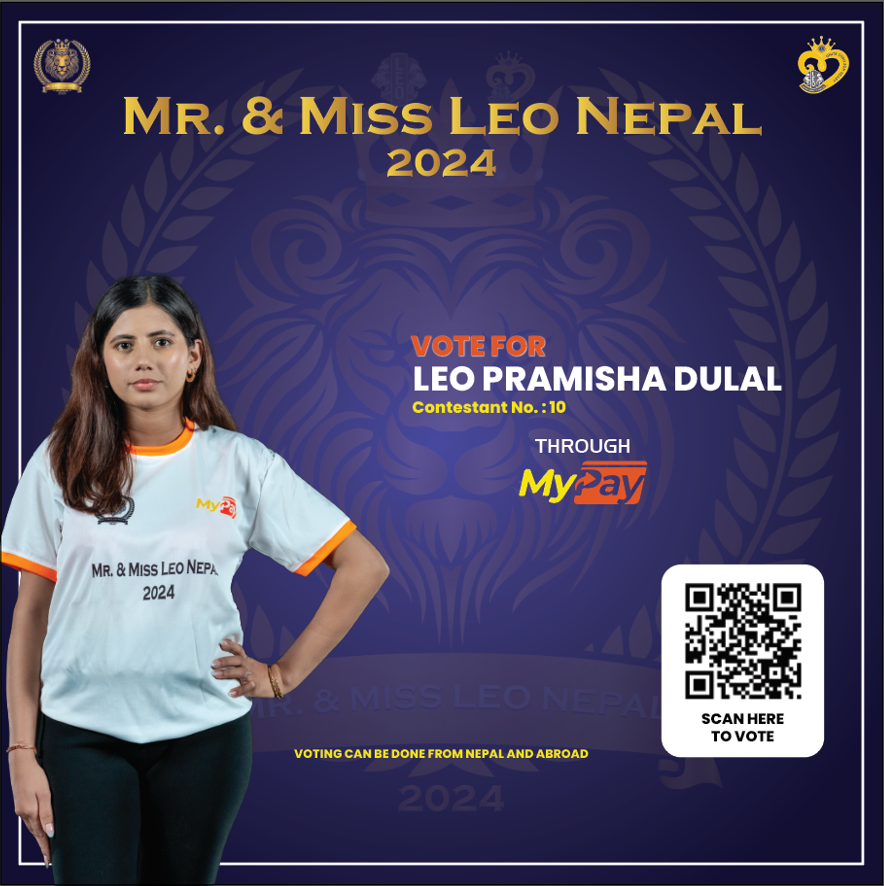 MR. & MISS LEO NEPAL
2024
VOTE FOR
LEO PRAMISHA DULAL
Contestant No. : 10
THROUGH
MyPay
MyPay
MR. & MISS LEO NEPA
2024
SCAN HERE
TO VOTE
MR. & MISS LEO NEPAL
VOTING CAN BE DONE FROM NEPAL AND ABROAD
2024